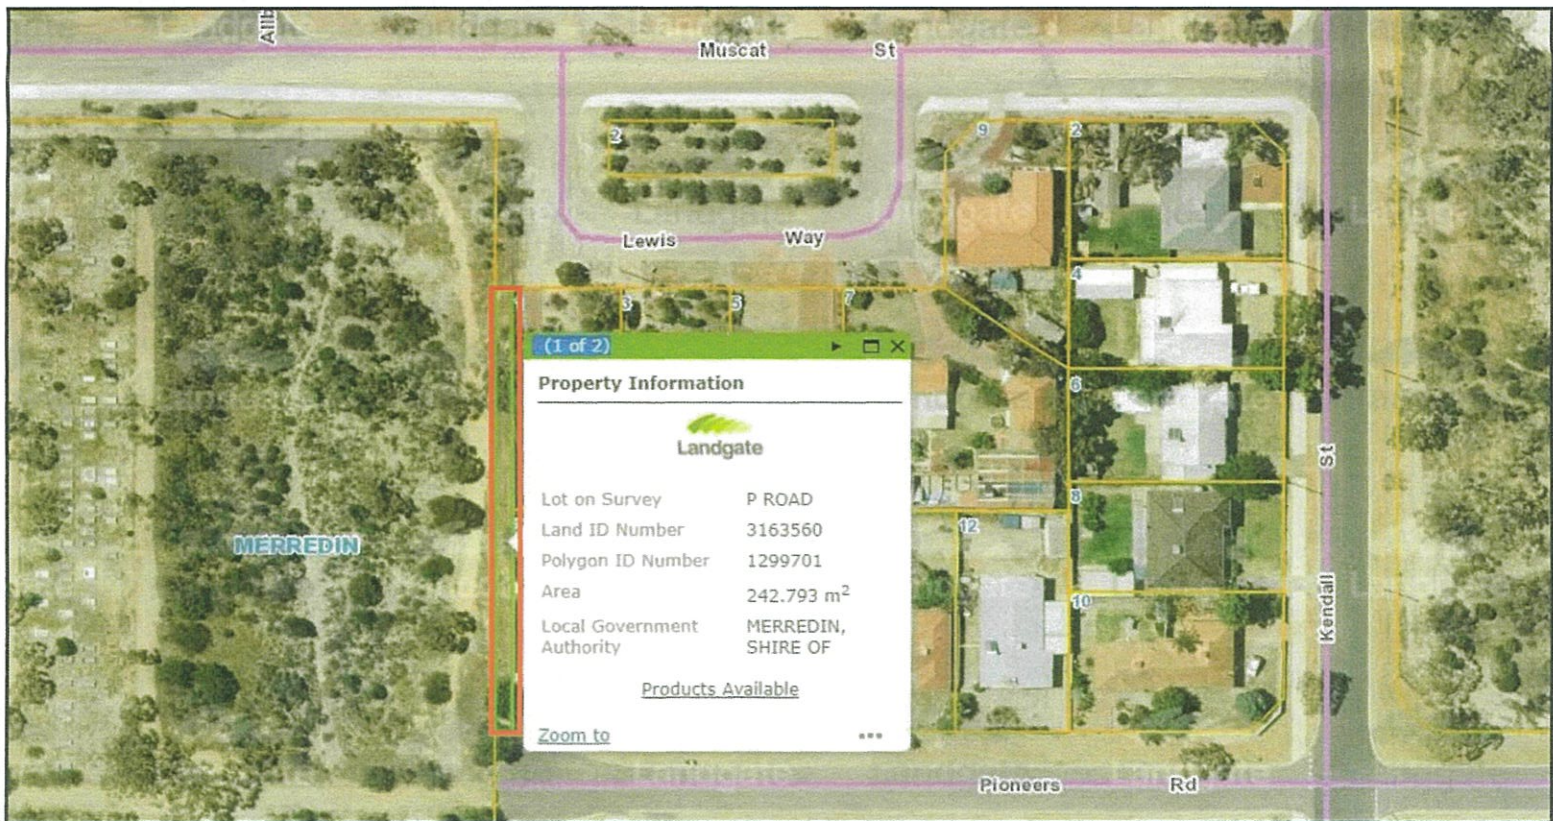 Allb
Muscat St
9
2
2
Lewis Way
4
3
5
7
(1 of 2)
Property Information
Landgate
6
Lot on Survey P ROAD
Land ID Number 3163560
Polygon ID Number 1299701
Area 242.793 m²
Local Government Authority MERREDIN, SHIRE OF
Products Available
Zoom to
St
8
12
MERREDIN
10
Kendall
Pioneers Rd
Landgate